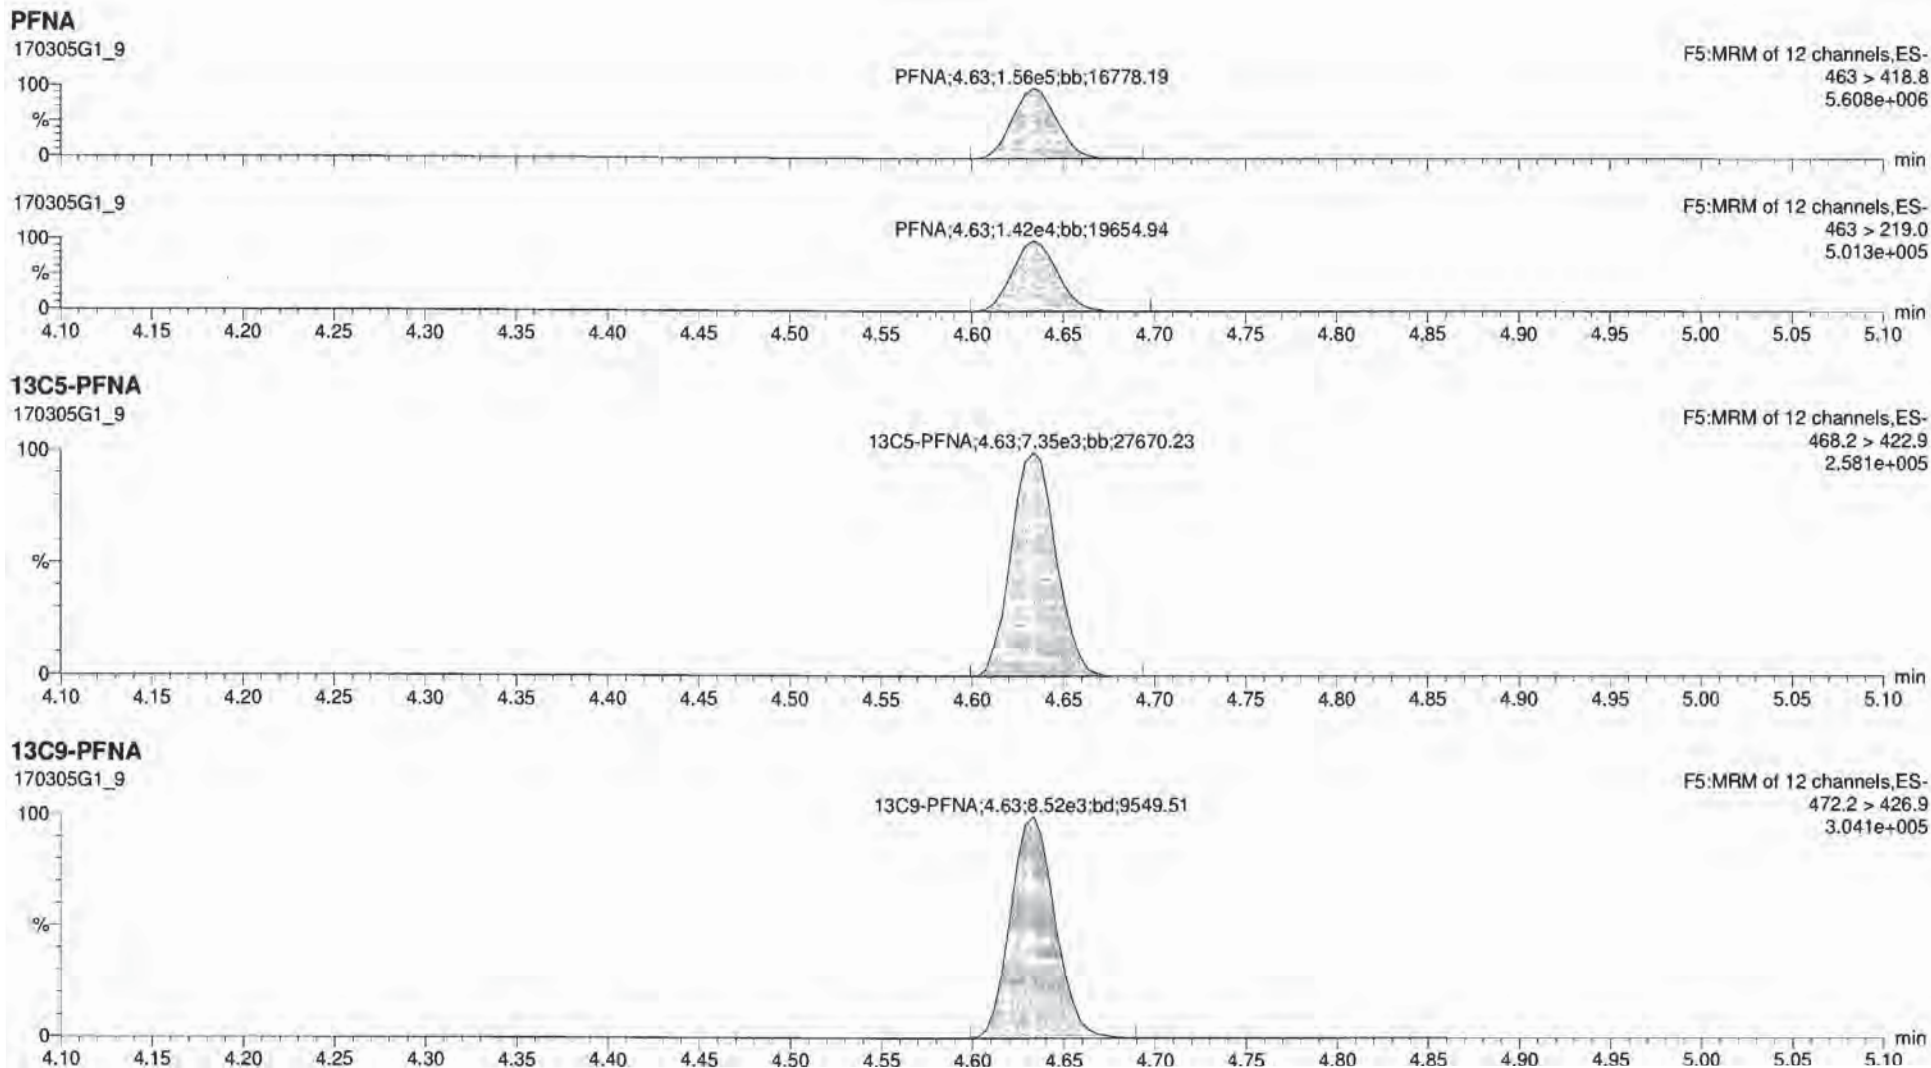 PFNA
170305G1_9
F5:MRM of 12 channels,ES-
463 > 418.8
5.608e+006
PFNA;4.63;1.56e5;bb;16778.19
100
%
0
min
170305G1_9
F5:MRM of 12 channels,ES-
463 > 219.0
5.013e+005
PFNA;4.63;1.42e4;bb;19654.94
100
%
0
min
4.10 4.15 4.20 4.25 4.30 4.35 4.40 4.45 4.50 4.55 4.60 4.65 4.70 4.75 4.80 4.85 4.90 4.95 5.00 5.05 5.10
13C5-PFNA
170305G1_9
F5:MRM of 12 channels,ES-
468.2 > 422.9
2.581e+005
13C5-PFNA;4.63;7.35e3;bb;27670.23
100
%
0
min
4.10 4.15 4.20 4.25 4.30 4.35 4.40 4.45 4.50 4.55 4.60 4.65 4.70 4.75 4.80 4.85 4.90 4.95 5.00 5.05 5.10
13C9-PFNA
170305G1_9
F5:MRM of 12 channels,ES-
472.2 > 426.9
3.041e+005
13C9-PFNA;4.63;8.52e3;bd;9549.51
100
%
0
min
4.10 4.15 4.20 4.25 4.30 4.35 4.40 4.45 4.50 4.55 4.60 4.65 4.70 4.75 4.80 4.85 4.90 4.95 5.00 5.05 5.10